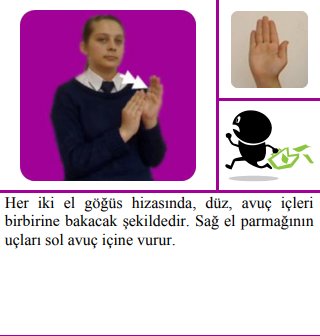 Her iki el göğüs hizasında, düz, avuç içleri
birbirine bakacak şekildedir. Sağ el parmağının
uçları sol avuç içine vurur.